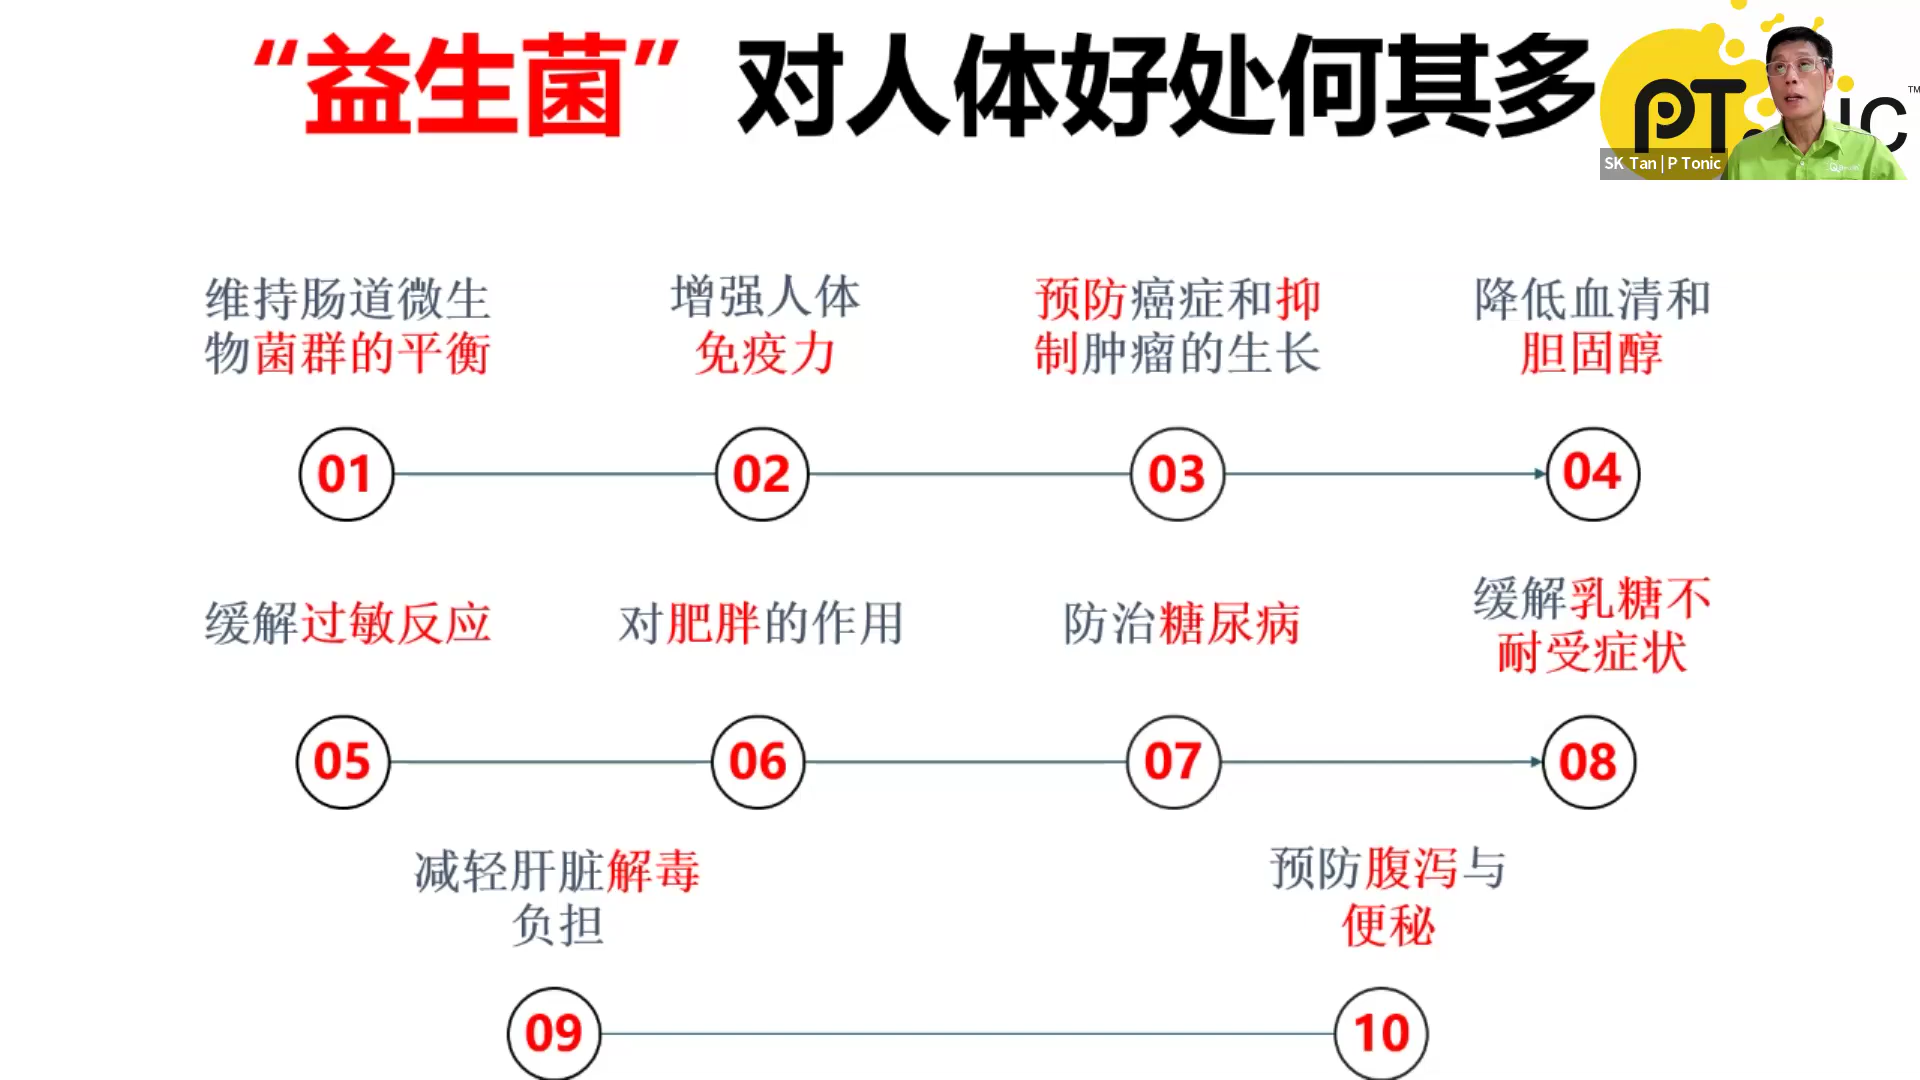 “益生菌” 对人体好处何其多
PT
IC
TM
SK Tan | P Tonic
维持肠道微生
物菌群的平衡
增强人体
免疫力
预防癌症和抑
制肿瘤的生长
降低血清和
胆固醇
01
02
03
04
缓解过敏反应
对肥胖的作用
防治糖尿病
缓解乳糖不
耐受症状
05
06
07
08
减轻肝脏解毒
负担
预防腹泻与
便秘
09
10